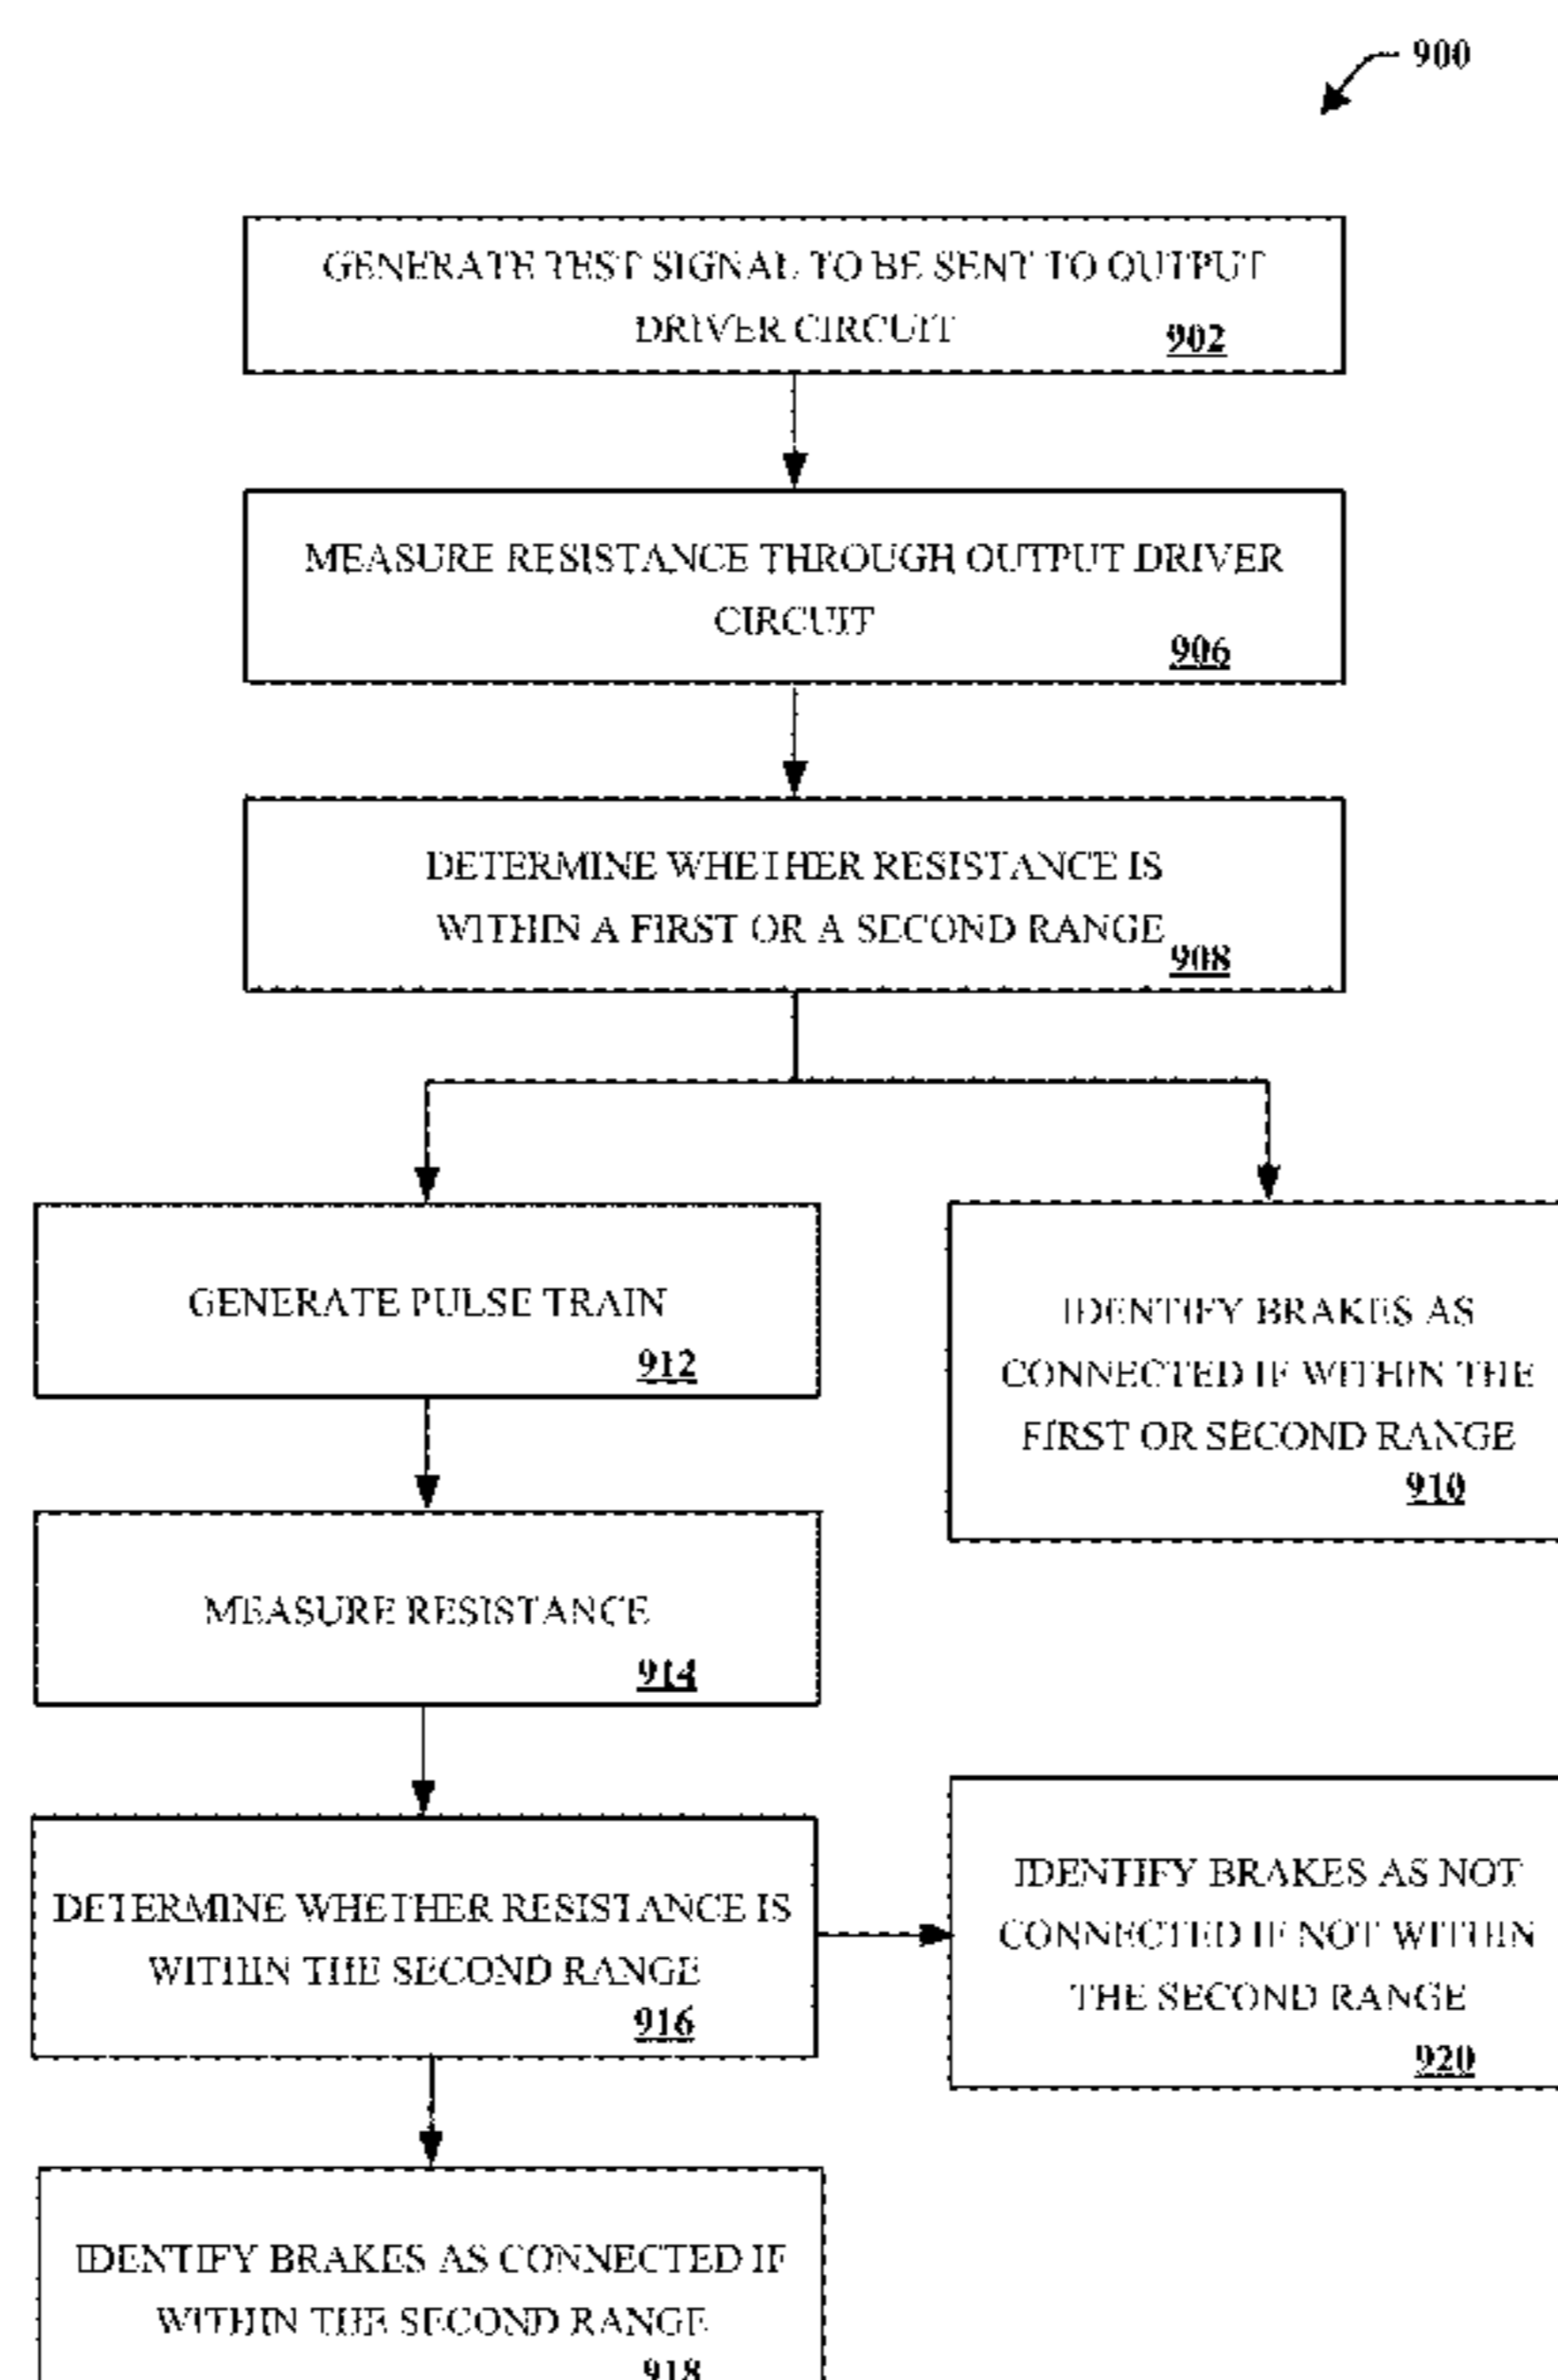 900
GENERATE TEST SIGNAL TO BE SENT TO OUTPUT
DRIVER CIRCUIT
902
MEASURE RESISTANCE THROUGH OUTPUT DRIVER
CIRCUIT
906
DETERMINE WHETHER RESISTANCE IS
WITHIN A FIRST OR A SECOND RANGE
908
GENERATE PULSE TRAIN
912
IDENTIFY BRAKES AS
CONNECTED IF WITHIN THE
FIRST OR SECOND RANGE
910
MEASURE RESISTANCE
914
DETERMINE WHETHER RESISTANCE IS
WITHIN THE SECOND RANGE
916
IDENTIFY BRAKES AS NOT
CONNECTED IF NOT WITHIN
THE SECOND RANGE
920
IDENTIFY BRAKES AS CONNECTED IF
WITHIN THE SECOND RANGE
918